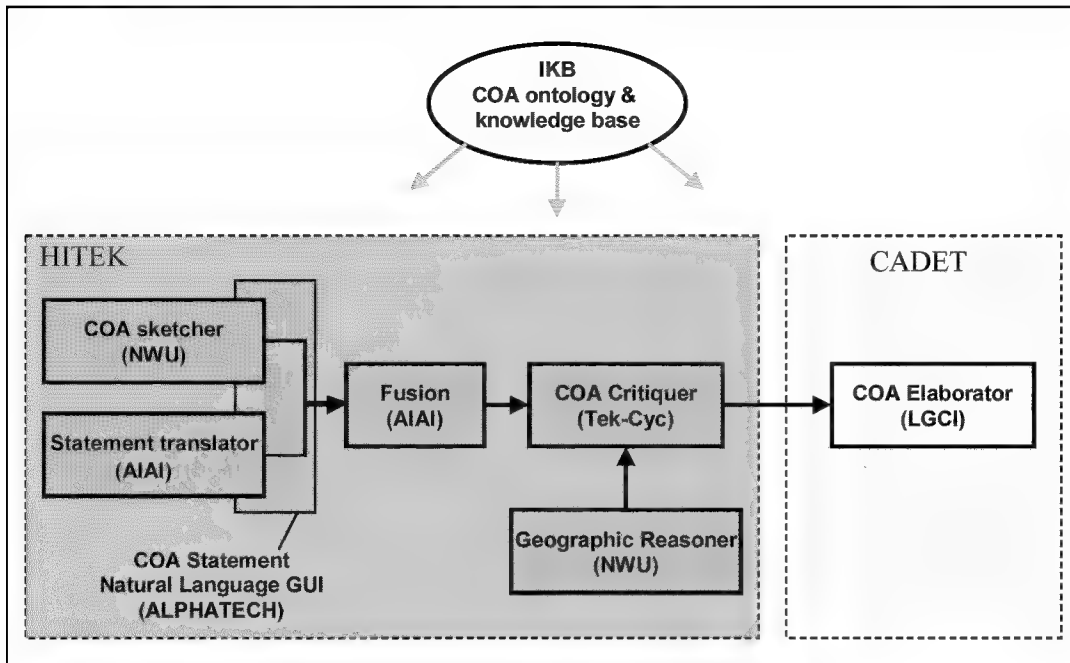 IKB
COA ontology &
knowledge base
HITEK
CADET
COA sketcher
(NWU)
Statement translator
(AIAI)
Fusion
(AIAI)
COA Critiquer
(Tek-Cyc)
COA Elaborator
(LGCI)
Geographic Reasoner
(NWU)
COA Statement
Natural Language GUI
(ALPHATECH)